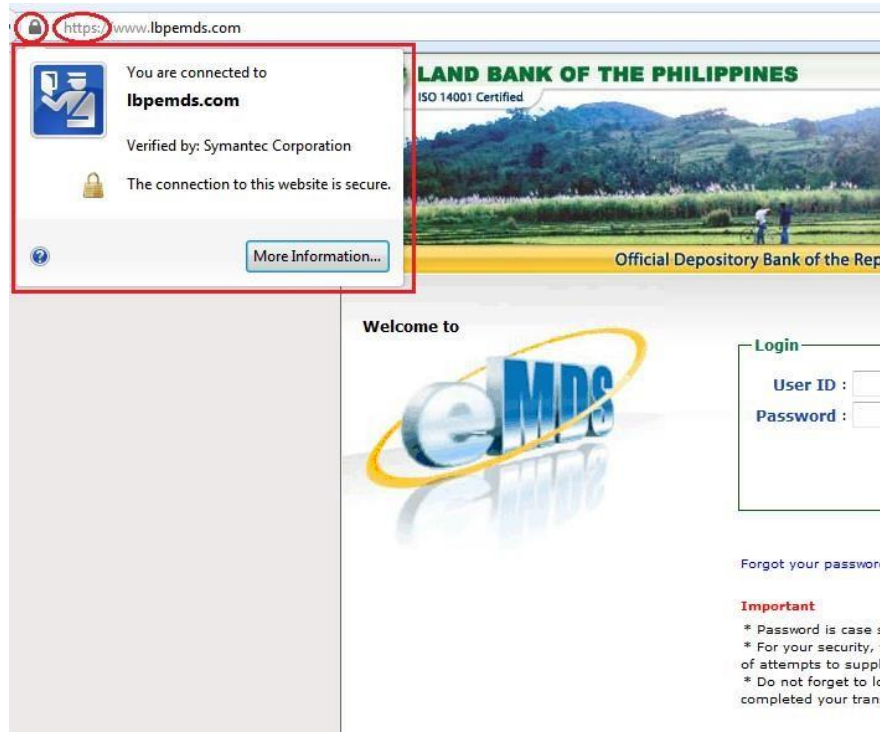 https://www.lbpemds.com
You are connected to
lbpemds.com
Verified by: Symantec Corporation
The connection to this website is secure.
More Information...
LAND BANK OF THE PHILIPPINES
ISO 14001 Certified
Official Depository Bank of the Rep
Welcome to
eMDS
Login
User ID :
Password :
Forgot your passwor
Important
* Password is case s
* For your security,
of attempts to suppl
* Do not forget to lo
completed your tran